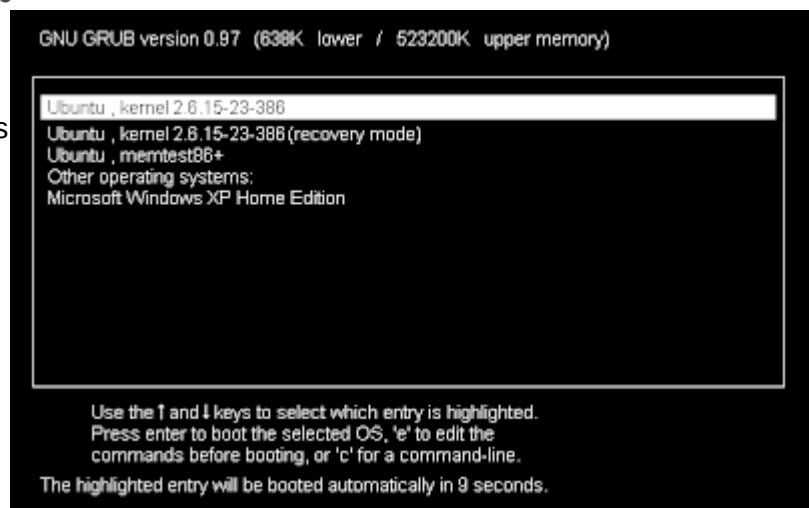 GNU GRUB version 0.97 (638K lower / 523200K upper memory)
Ubuntu , kernel 2.6.15-23-386
s
Ubuntu , kernel 2.6.15-23-386 (recovery mode)
Ubuntu , memtest86+
Other operating systems:
Microsoft Windows XP Home Edition
Use the ↑ and ↓ keys to select which entry is highlighted.
Press enter to boot the selected OS, 'e' to edit the
commands before booting, or 'c' for a command-line.
The highlighted entry will be booted automatically in 9 seconds.